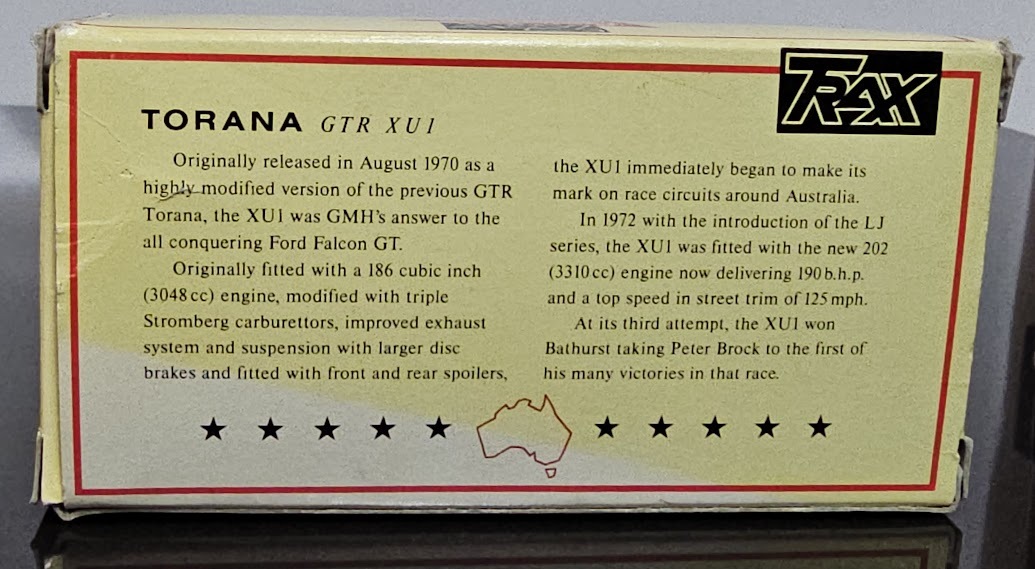 TRAX
TORANA GTR XU1
Originally released in August 1970 as a
highly modified version of the previous GTR
Torana, the XU1 was GMH's answer to the
all conquering Ford Falcon GT.
Originally fitted with a 186 cubic inch
(3048cc) engine, modified with triple
Stromberg carburettors, improved exhaust
system and suspension with larger disc
brakes and fitted with front and rear spoilers,
the XU1 immediately began to make its
mark on race circuits around Australia.
In 1972 with the introduction of the LJ
series, the XU1 was fitted with the new 202
(3310cc) engine now delivering 190 b.h.p.
and a top speed in street trim of 125 mph.
At its third attempt, the XU1 won
Bathurst taking Peter Brock to the first of
his many victories in that race.